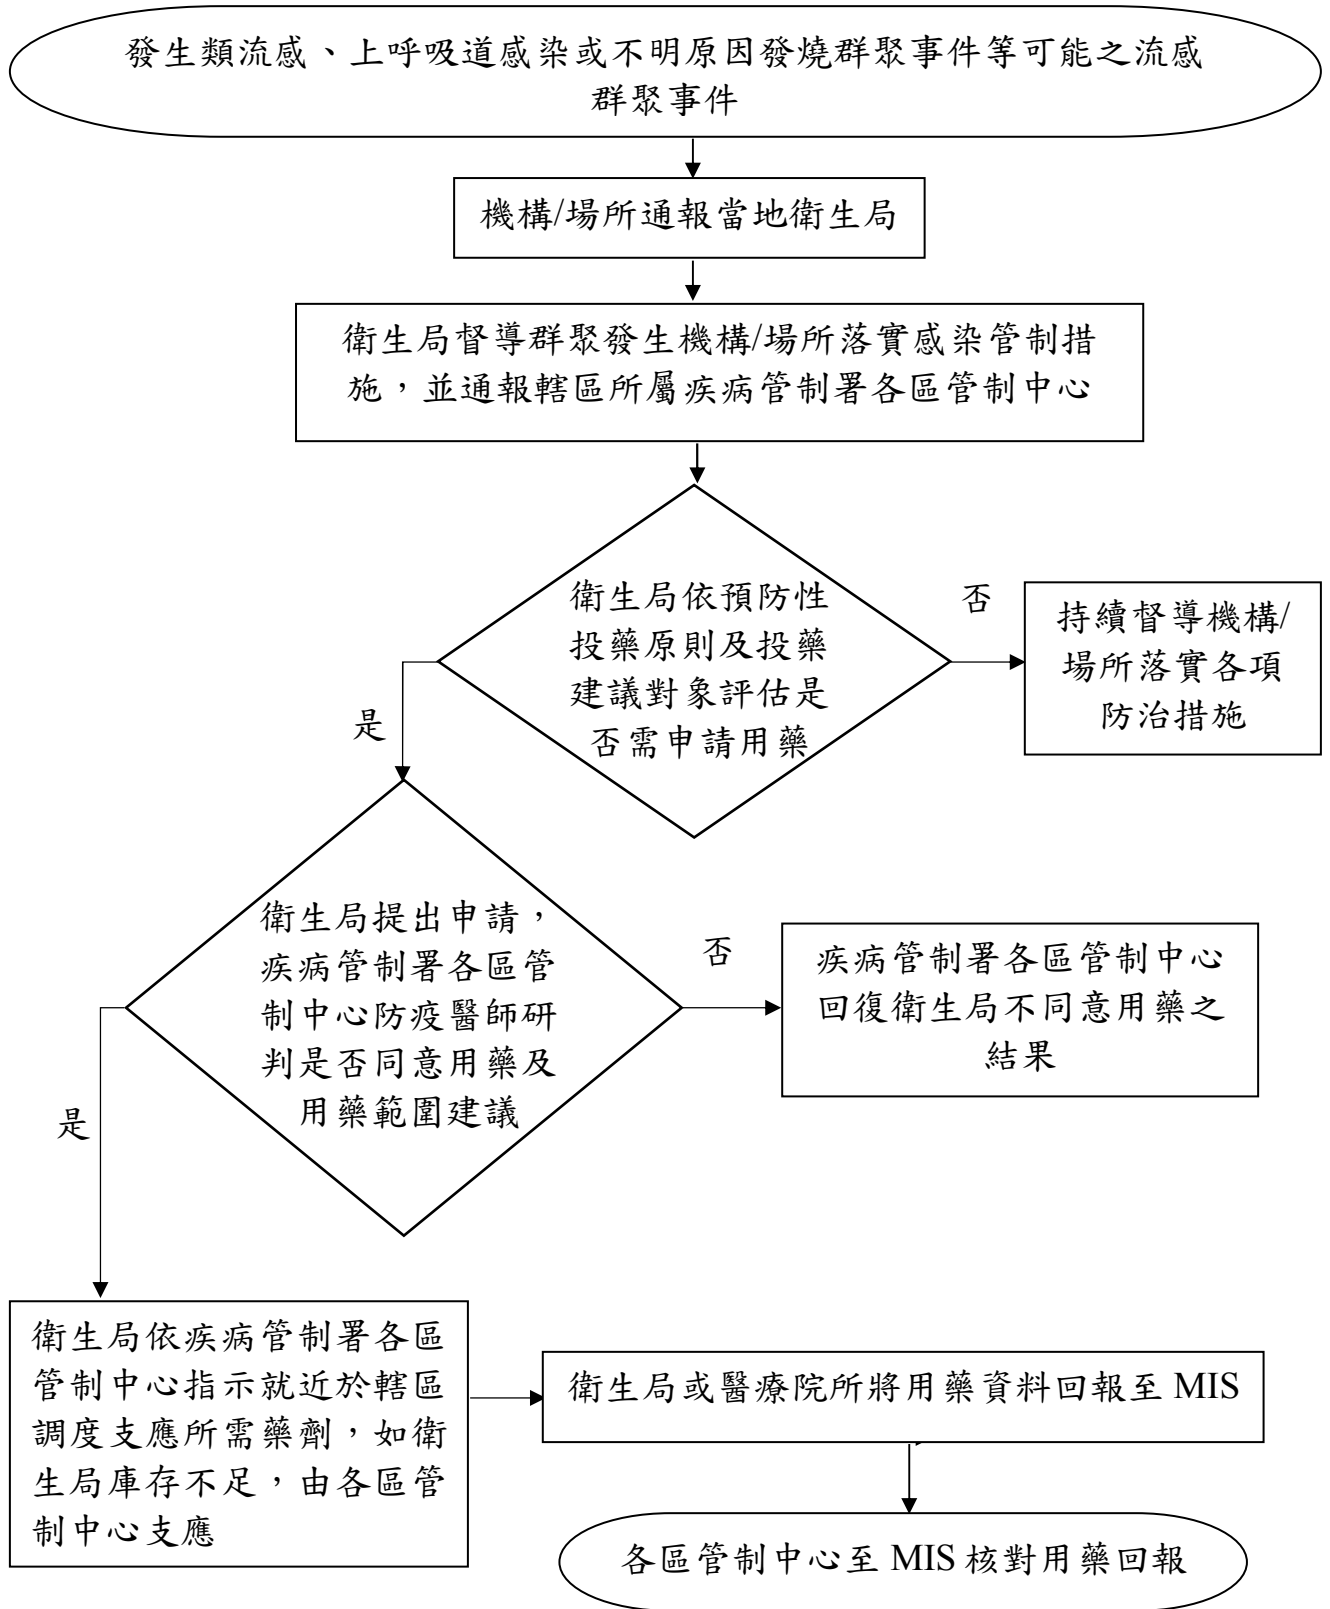 發生類流感、上呼吸道感染或不明原因發燒群聚事件等可能之流感
群聚事件
機構/場所通報當地衛生局
衛生局督導群聚發生機構/場所落實感染管制措
施，並通報轄區所屬疾病管制署各區管制中心
衛生局依預防性
投藥原則及投藥
建議對象評估是
否需申請用藥
否
持續督導機構/
場所落實各項
防治措施
是
衛生局提出申請，
疾病管制署各區管
制中心防疫醫師研
判是否同意用藥及
用藥範圍建議
否
疾病管制署各區管制中心
回復衛生局不同意用藥之
結果
是
衛生局依疾病管制署各區
管制中心指示就近於轄區
調度支應所需藥劑，如衛
生局庫存不足，由各區管
制中心支應
衛生局或醫療院所將用藥資料回報至 MIS
各區管制中心至 MIS 核對用藥回報